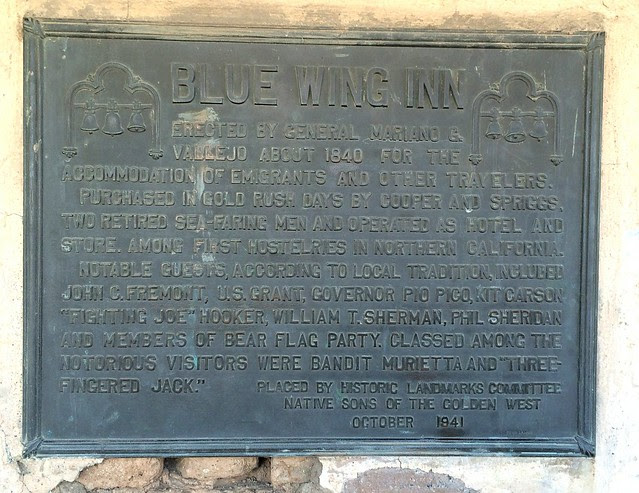 BLUE WING INN
ERECTED BY GENERAL MARIANO G.
VALLEJO ABOUT 1840 FOR THE
ACCOMMODATION OF EMIGRANTS AND OTHER TRAVELERS.
PURCHASED IN GOLD RUSH DAYS BY COOPER AND SPRIGGS,
TWO RETIRED SEA-FARING MEN AND OPERATED AS HOTEL AND
STORE. AMONG FIRST HOSTELRIES IN NORTHERN CALIFORNIA.
NOTABLE GUESTS, ACCORDING TO LOCAL TRADITION, INCLUDED
JOHN C. FREMONT, U.S. GRANT, GOVERNOR PIO PICO, KIT CARSON
"FIGHTING JOE" HOOKER, WILLIAM T. SHERMAN, PHIL SHERIDAN
AND MEMBERS OF BEAR FLAG PARTY. CLASSED AMONG THE
NOTORIOUS VISITORS WERE BANDIT MURIETTA AND "THREE-
FINGERED JACK." PLACED BY HISTORIC LANDMARKS COMMITTEE
NATIVE SONS OF THE GOLDEN WEST
OCTOBER 1941